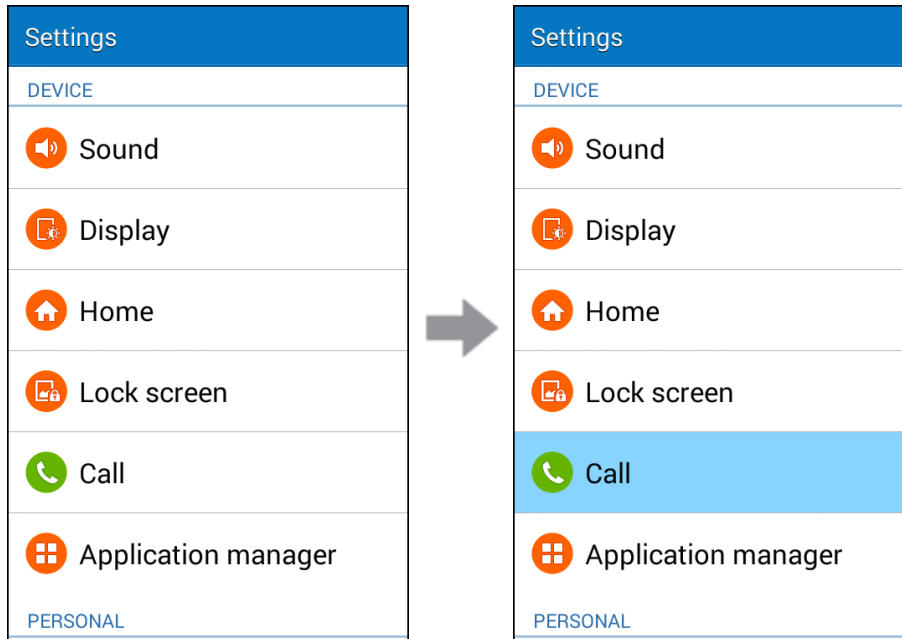 Settings
DEVICE
Sound
Display
Home
Lock screen
Call
Application manager
PERSONAL
Settings
DEVICE
Sound
Display
Home
Lock screen
Call
Application manager
PERSONAL